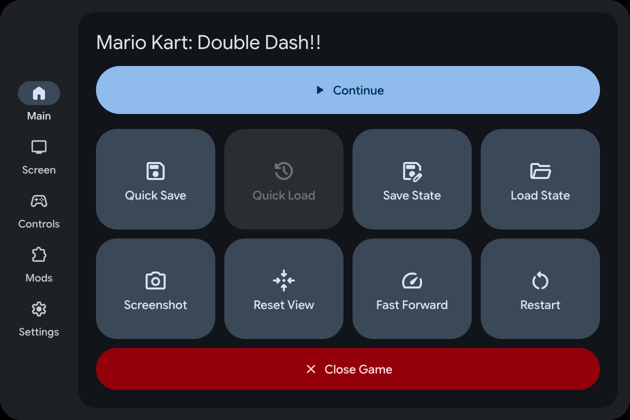 Mario Kart: Double Dash!!
Continue
Main
Screen
Controls
Mods
Settings
Quick Save
Quick Load
Save State
Load State
Screenshot
Reset View
Fast Forward
Restart
Close Game